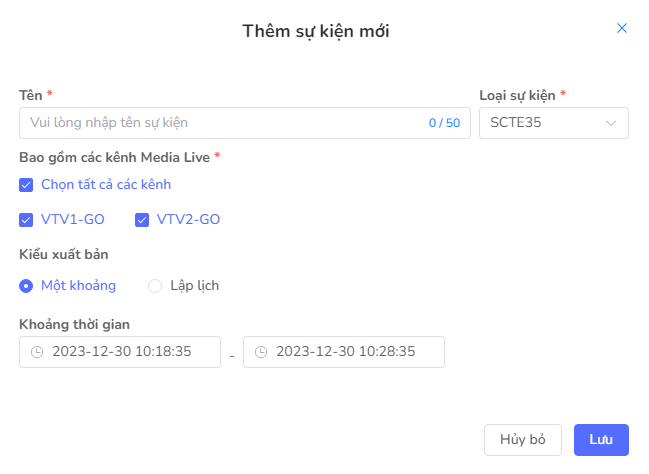 Thêm sự kiện mới
Tên *
Loại sự kiện *
Vui lòng nhập tên sự kiện 0 / 50
SCTE35
Bao gồm các kênh Media Live *
Chọn tất cả các kênh
VTV1-GO VTV2-GO
Kiểu xuất bản
Một khoảng Lập lịch
Khoảng thời gian
2023-12-30 10:18:35 - 2023-12-30 10:28:35
Hủy bỏ Lưu